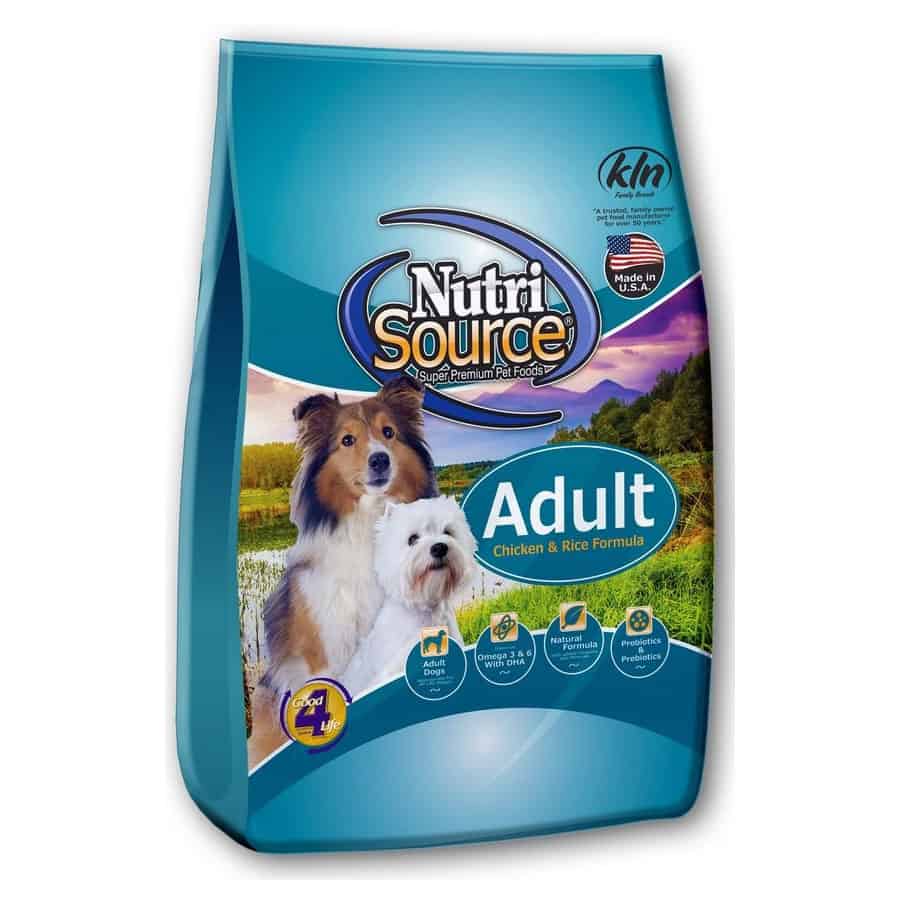 kln
Family Brands
"A trusted, family owned
pet food manufacturer
for over 50 years."
Made in
U.S.A.
Nutri
Source®
Super Premium Pet Foods
Adult
Chicken & Rice Formula
Adult
Dogs
Omega 3 & 6
With DHA
Natural
Formula
Probiotics
&
Prebiotics
Good
4
Life